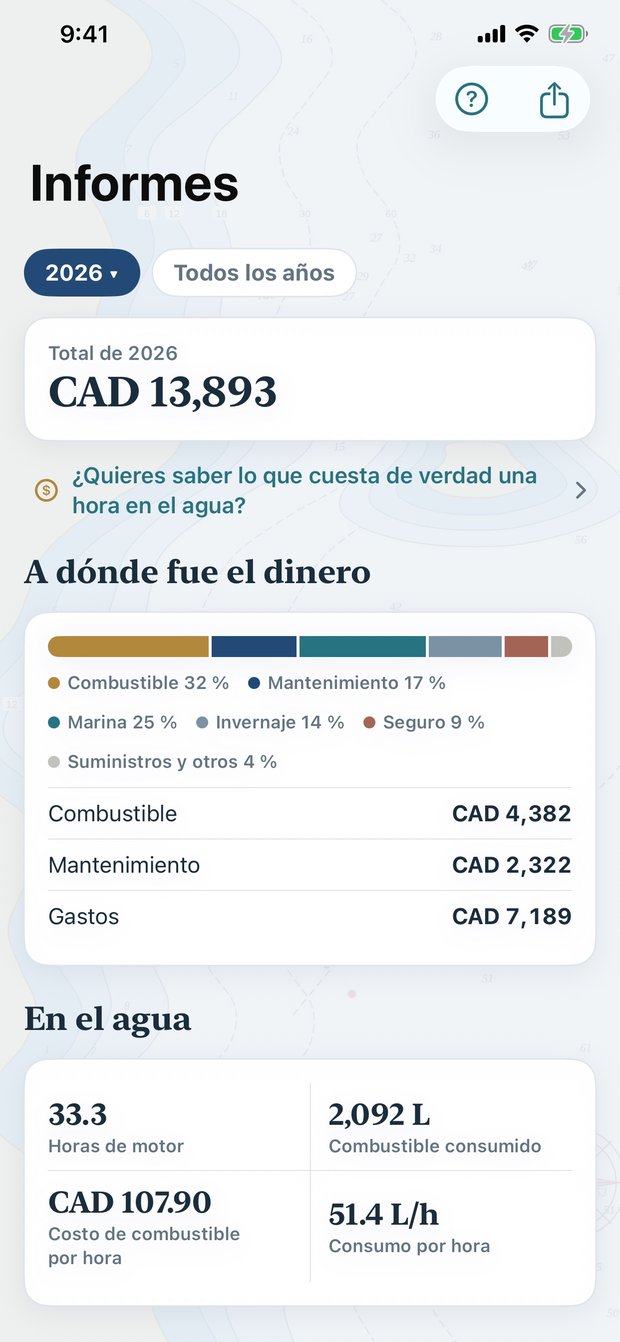 9:41
Informes
2026 ▾
Todos los años
Total de 2026
CAD 13,893
¿Quieres saber lo que cuesta de verdad una
hora en el agua?
A dónde fue el dinero
Combustible 32 %
Mantenimiento 17 %
Marina 25 %
Invernaje 14 %
Seguro 9 %
Suministros y otros 4 %
Combustible
CAD 4,382
Mantenimiento
CAD 2,322
Gastos
CAD 7,189
En el agua
33.3
Horas de motor
2,092 L
Combustible consumido
CAD 107.90
Costo de combustible
por hora
51.4 L/h
Consumo por hora